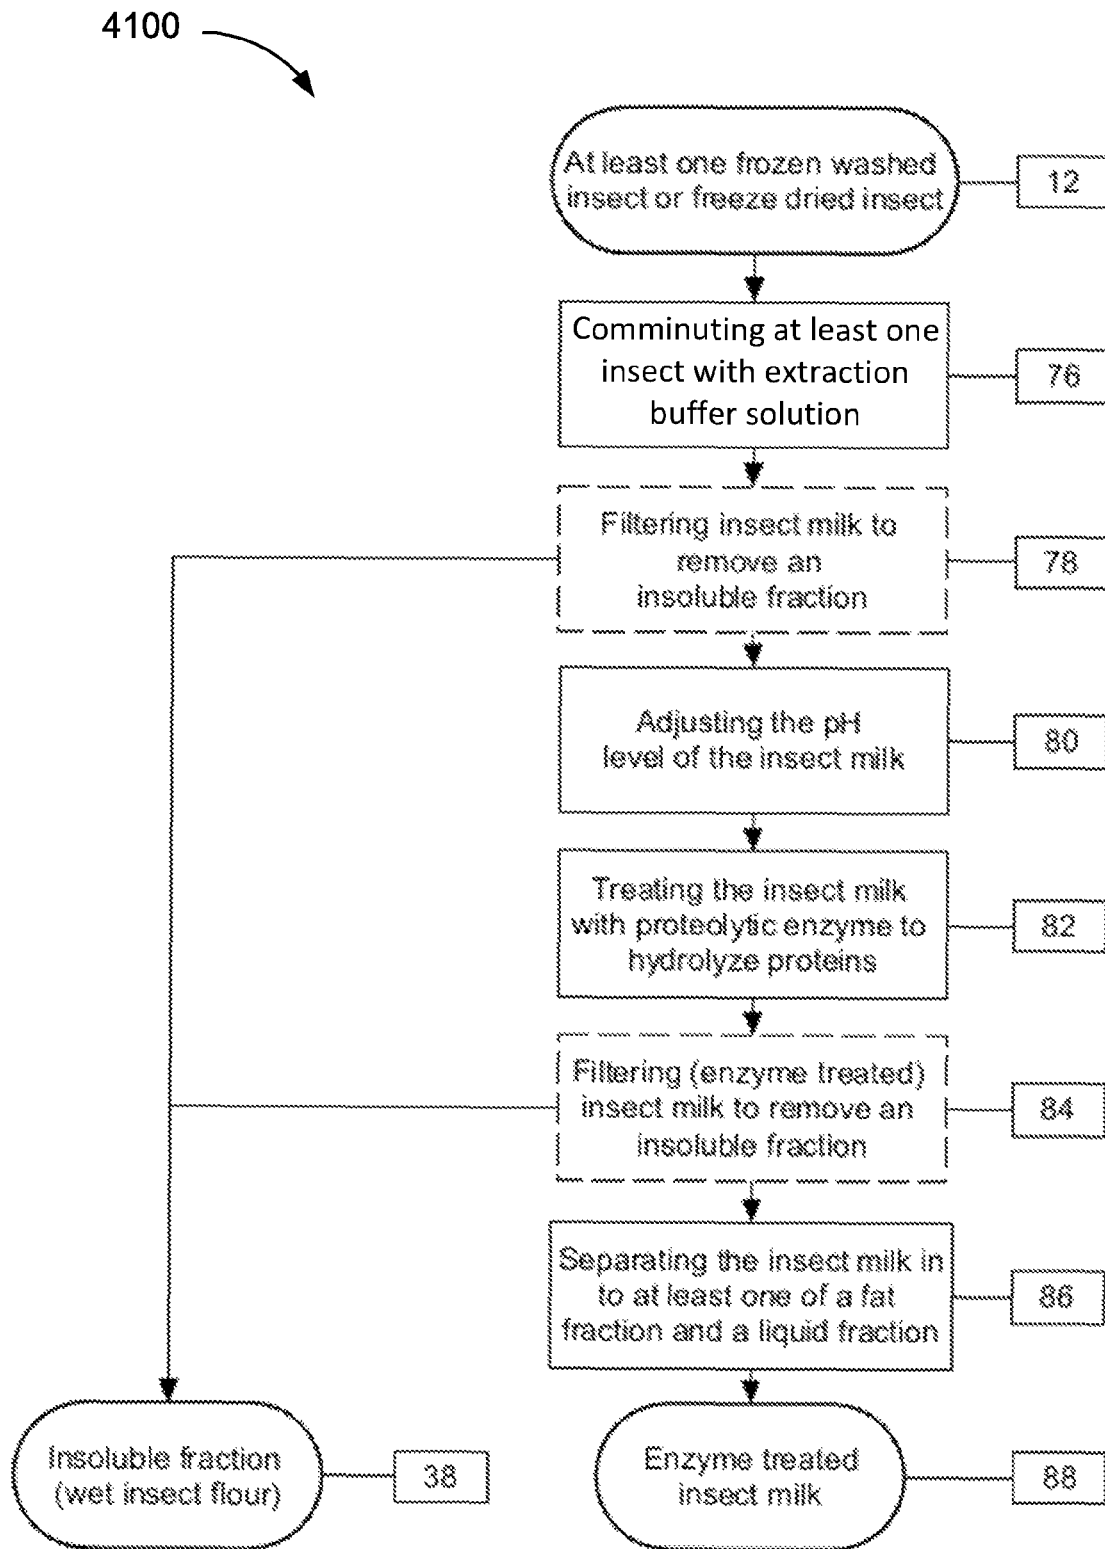 4100
At least one frozen washed
insect or freeze dried insect
12
Comminuting at least one
insect with extraction
buffer solution
76
Filtering insect milk to
remove an
insoluble fraction
78
Adjusting the pH
level of the insect milk
80
Treating the insect milk
with proteolytic enzyme to
hydrolyze proteins
82
Filtering (enzyme treated)
insect milk to remove an
insoluble fraction
84
Separating the insect milk in
to at least one of a fat
fraction and a liquid fraction
86
Insoluble fraction
(wet insect flour)
38
Enzyme treated
insect milk
88